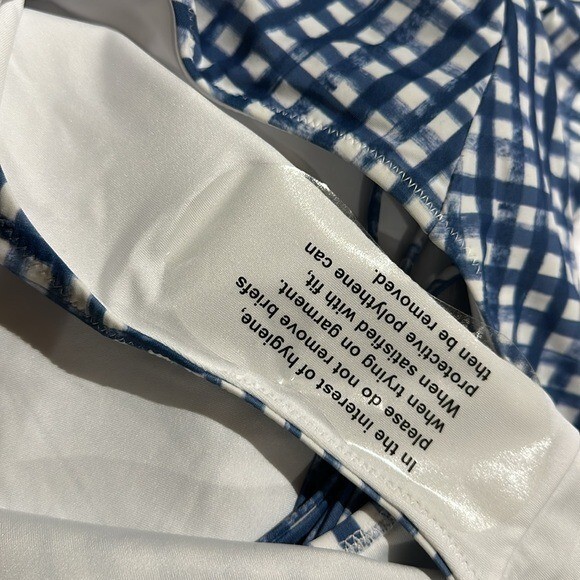 In the interest of hygiene,
please do not remove briefs
when trying on garment.
When satisfied with fit,
protective polythene can
then be removed.